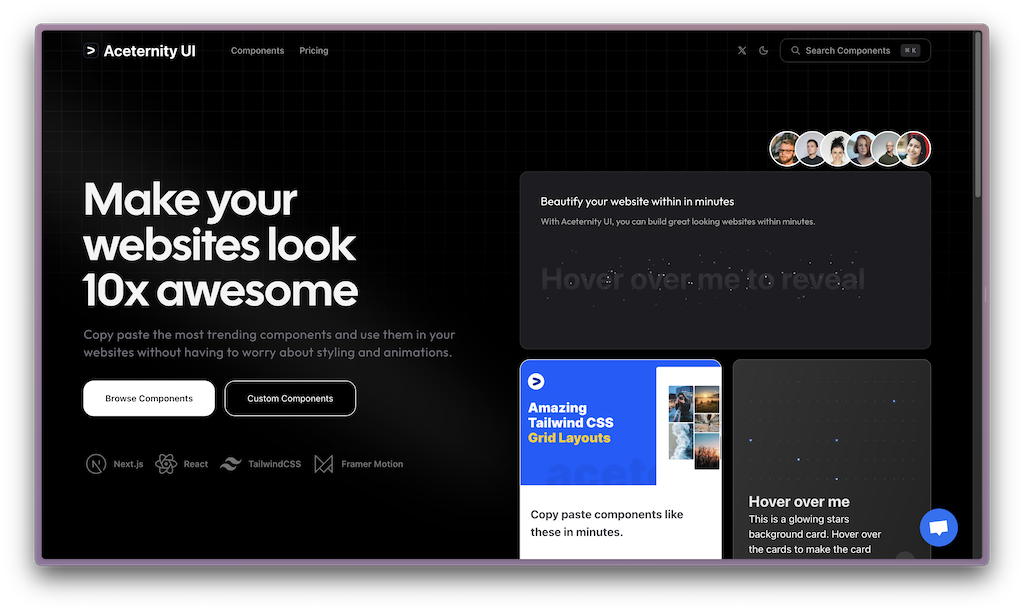 Aceternity UI
Components
Pricing
Search Components
⌘ K
Make your
websites look
10x awesome
Copy paste the most trending components and use them in your
websites without having to worry about styling and animations.
Browse Components
Custom Components
Next.js
React
TailwindCSS
Framer Motion
Beautify your website within in minutes
With Aceternity UI, you can build great looking websites within minutes.
Hover over me to reveal
Amazing
Tailwind CSS
Grid Layouts
acete
Copy paste components like
these in minutes.
Hover over me
This is a glowing stars
background card. Hover over
the cards to make the card